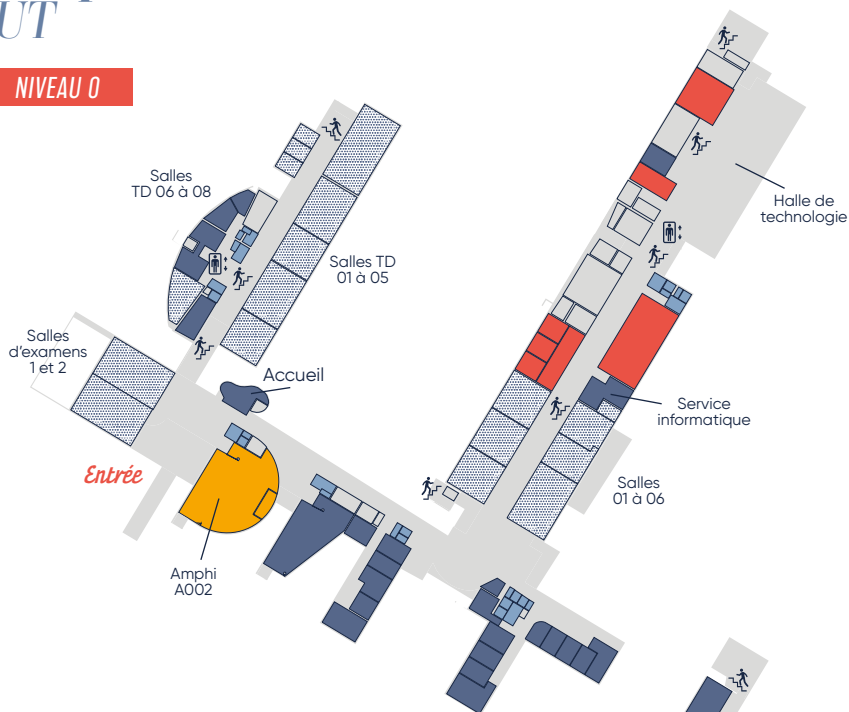 UT
NIVEAU 0
Salles
TD 06 à 08
Salles TD
01 à 05
Halle de
technologie
Salles
d'examens
1 et 2
Accueil
Service
informatique
Entrée
Salles
01 à 06
Amphi
A002